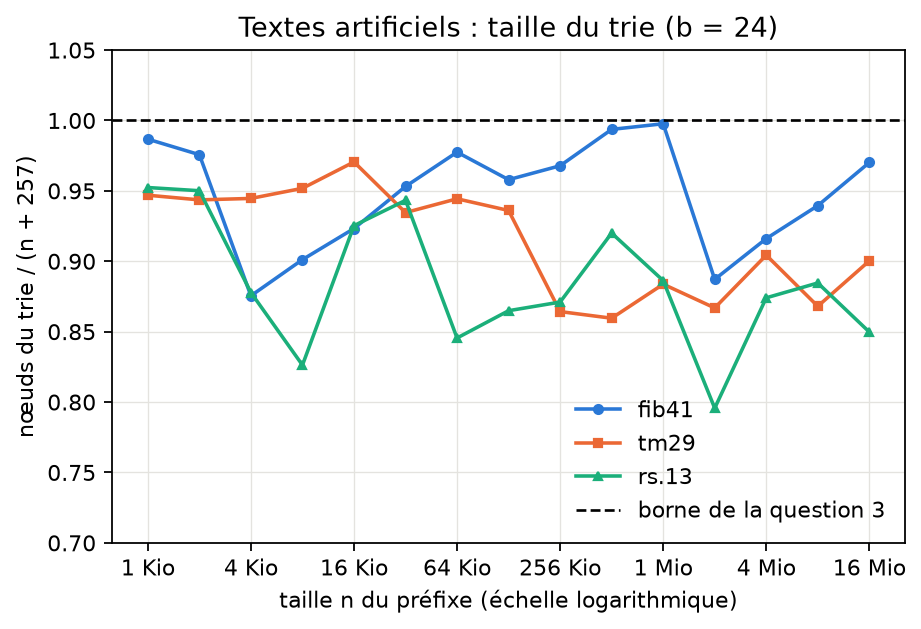 Textes artificiels : taille du trie (b = 24)
nœuds du trie / (n + 257)
1.05
1.00
0.95
0.90
0.85
0.80
0.75
0.70
fib41
tm29
rs.13
borne de la question 3
1 Kio 4 Kio 16 Kio 64 Kio 256 Kio 1 Mio 4 Mio 16 Mio
taille n du préfixe (échelle logarithmique)